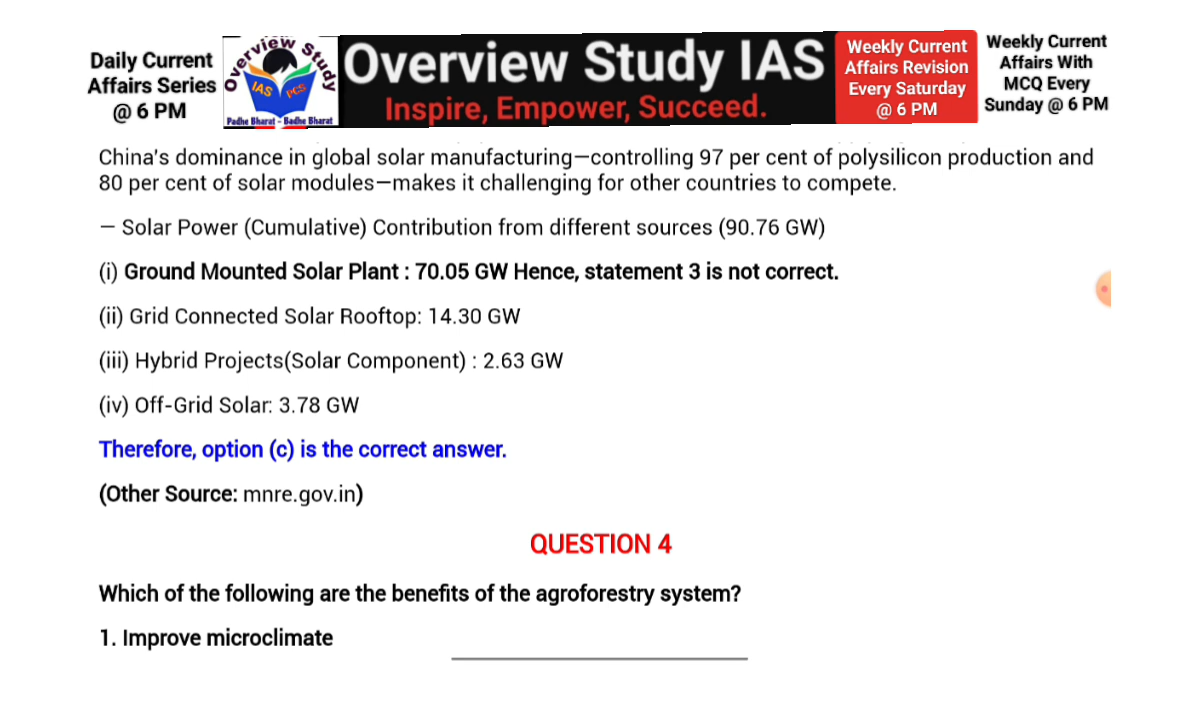 Daily Current
Affairs Series
@ 6 PM
Overview Study
IAS PCS
Padhe Bharat - Badhe Bharat
Overview Study IAS
Inspire, Empower, Succeed.
Weekly Current
Affairs Revision
Every Saturday
@ 6 PM
Weekly Current
Affairs With
MCQ Every
Sunday @ 6 PM
China's dominance in global solar manufacturing—controlling 97 per cent of polysilicon production and
80 per cent of solar modules—makes it challenging for other countries to compete.
— Solar Power (Cumulative) Contribution from different sources (90.76 GW)
(i) Ground Mounted Solar Plant : 70.05 GW Hence, statement 3 is not correct.
(ii) Grid Connected Solar Rooftop: 14.30 GW
(iii) Hybrid Projects(Solar Component) : 2.63 GW
(iv) Off-Grid Solar: 3.78 GW
Therefore, option (c) is the correct answer.
(Other Source: mnre.gov.in)
QUESTION 4
Which of the following are the benefits of the agroforestry system?
1. Improve microclimate